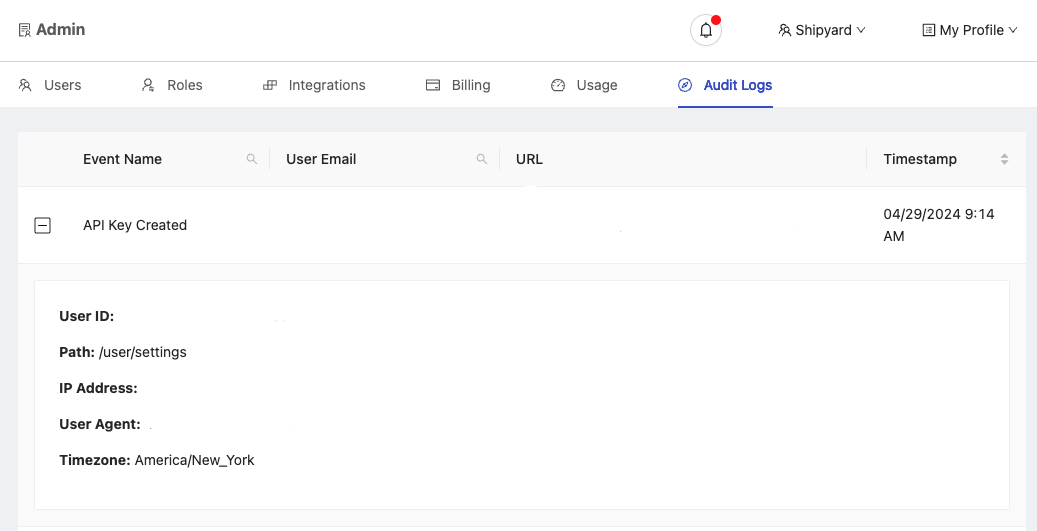 Admin
Shipyard
My Profile
Users
Roles
Integrations
Billing
Usage
Audit Logs
Event Name
User Email
URL
Timestamp
API Key Created
04/29/2024 9:14
AM
User ID:
Path: /user/settings
IP Address:
User Agent:
Timezone: America/New_York